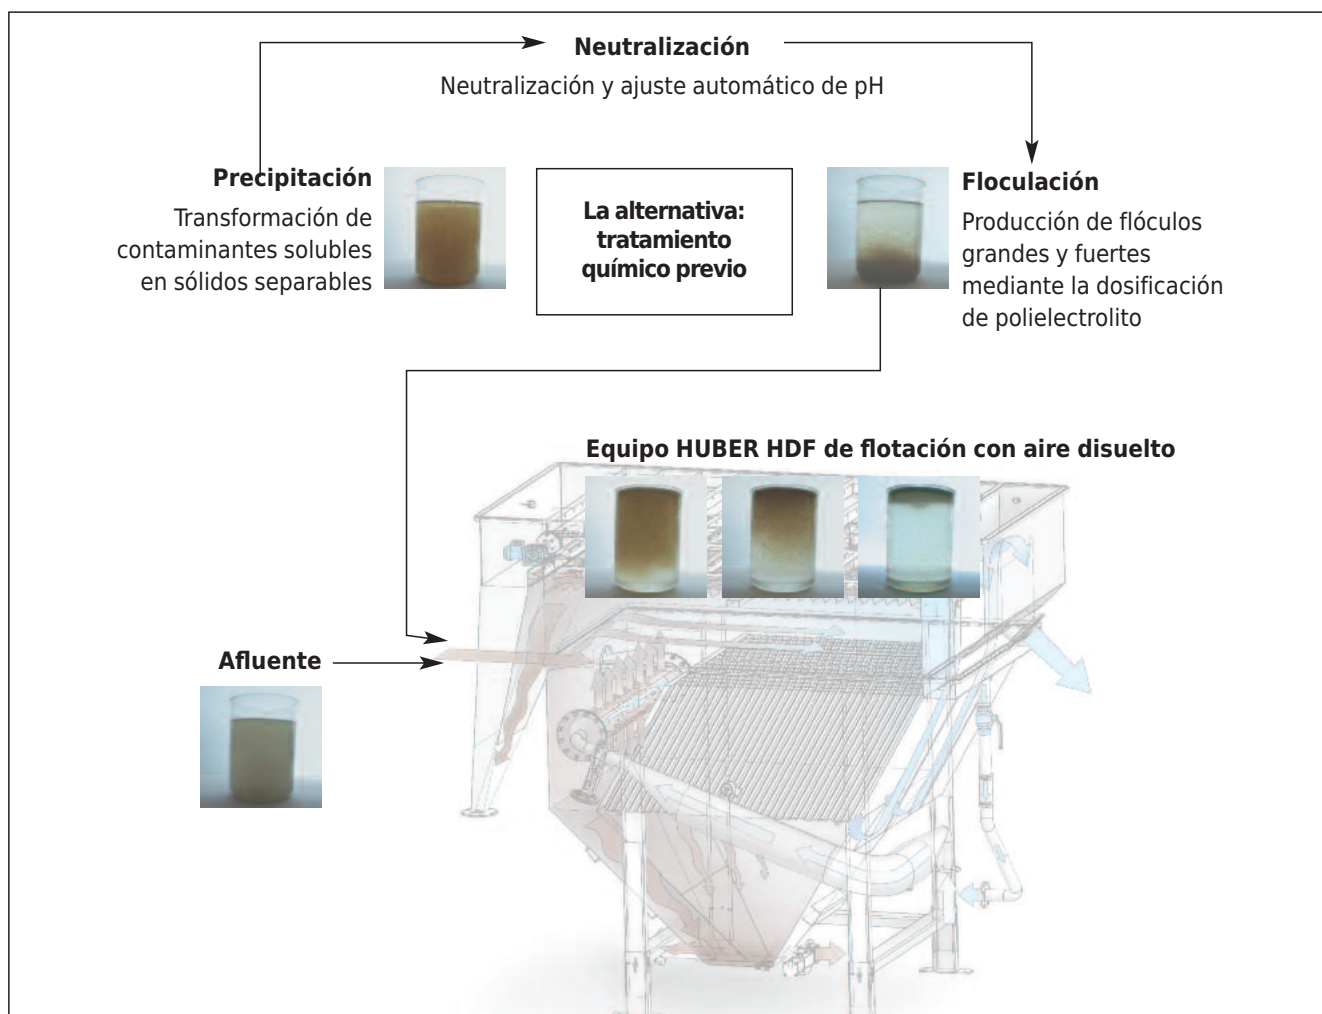 Neutralización
Neutralización y ajuste automático de pH
Precipitación
Transformación de
contaminantes solubles
en sólidos separables
La alternativa:
tratamiento
químico previo
Floculación
Producción de flóculos
grandes y fuertes
mediante la dosificación
de polielectrolito
Equipo HUBER HDF de flotación con aire disuelto
Afluente